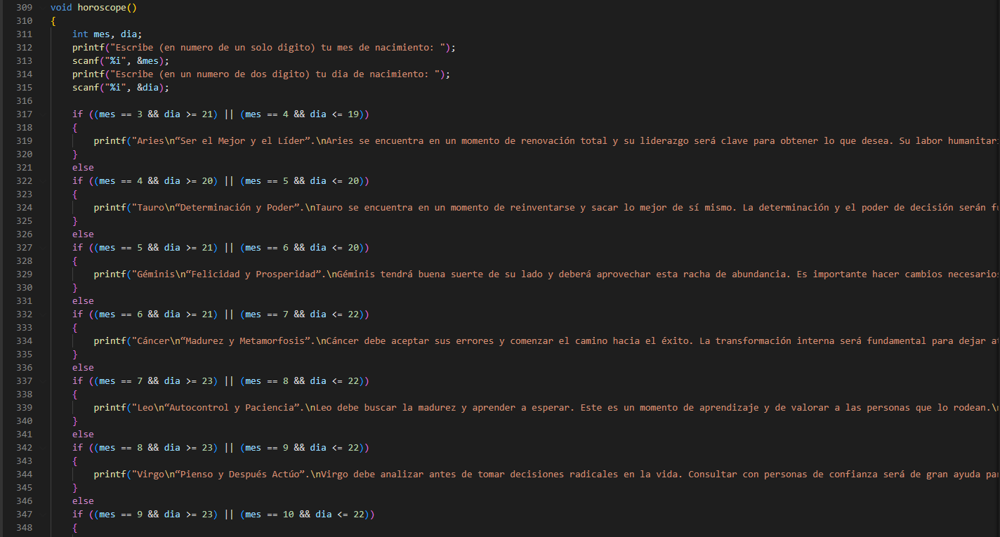 309 void horoscope()
310 {
311 int mes, dia;
312 printf("Escribe (en numero de un solo digito) tu mes de nacimiento: ");
313 scanf("%i", &mes);
314 printf("Escribe (en un numero de dos digito) tu dia de nacimiento: ");
315 scanf("%i", &dia);
316
317 if ((mes == 3 && dia >= 21) || (mes == 4 && dia <= 19))
318 {
319 printf("Aries\n“Ser el Mejor y el Líder”.\nAries se encuentra en un momento de renovación total y su liderazgo será clave para obtener lo que desea. Su labor humanitari
320 }
321 else
322 if ((mes == 4 && dia >= 20) || (mes == 5 && dia <= 20))
323 {
324 printf("Tauro\n“Determinación y Poder”.\nTauro se encuentra en un momento de reinventarse y sacar lo mejor de sí mismo. La determinación y el poder de decisión serán f
325 }
326 else
327 if ((mes == 5 && dia >= 21) || (mes == 6 && dia <= 20))
328 {
329 printf("Géminis\n“Felicidad y Prosperidad”.\nGéminis tendrá buena suerte de su lado y deberá aprovechar esta racha de abundancia. Es importante hacer cambios necesarios
330 }
331 else
332 if ((mes == 6 && dia >= 21) || (mes == 7 && dia <= 22))
333 {
334 printf("Cáncer\n“Madurez y Metamorfosis”.\nCáncer debe aceptar sus errores y comenzar el camino hacia el éxito. La transformación interna será fundamental para dejar a
335 }
336 else
337 if ((mes == 7 && dia >= 23) || (mes == 8 && dia <= 22))
338 {
339 printf("Leo\n“Autocontrol y Paciencia”.\nLeo debe buscar la madurez y aprender a esperar. Este es un momento de aprendizaje y de valorar a las personas que lo rodean.\
340 }
341 else
342 if ((mes == 8 && dia >= 23) || (mes == 9 && dia <= 22))
343 {
344 printf("Virgo\n“Pienso y Después Actúo”.\nVirgo debe analizar antes de tomar decisiones radicales en la vida. Consultar con personas de confianza será de gran ayuda pa
345 }
346 else
347 if ((mes == 9 && dia >= 23) || (mes == 10 && dia <= 22))
348 {